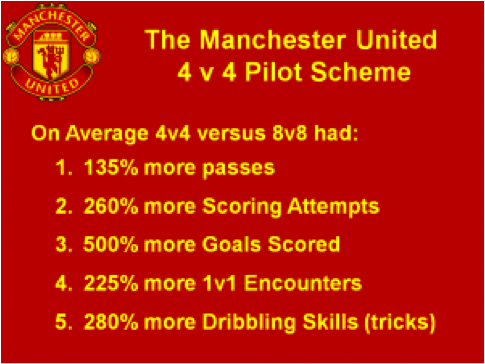 MANCHESTER
UNITED
The Manchester United
4 v 4 Pilot Scheme
On Average 4v4 versus 8v8 had:
1. 135% more passes
2. 260% more Scoring Attempts
3. 500% more Goals Scored
4. 225% more 1v1 Encounters
5. 280% more Dribbling Skills (tricks)